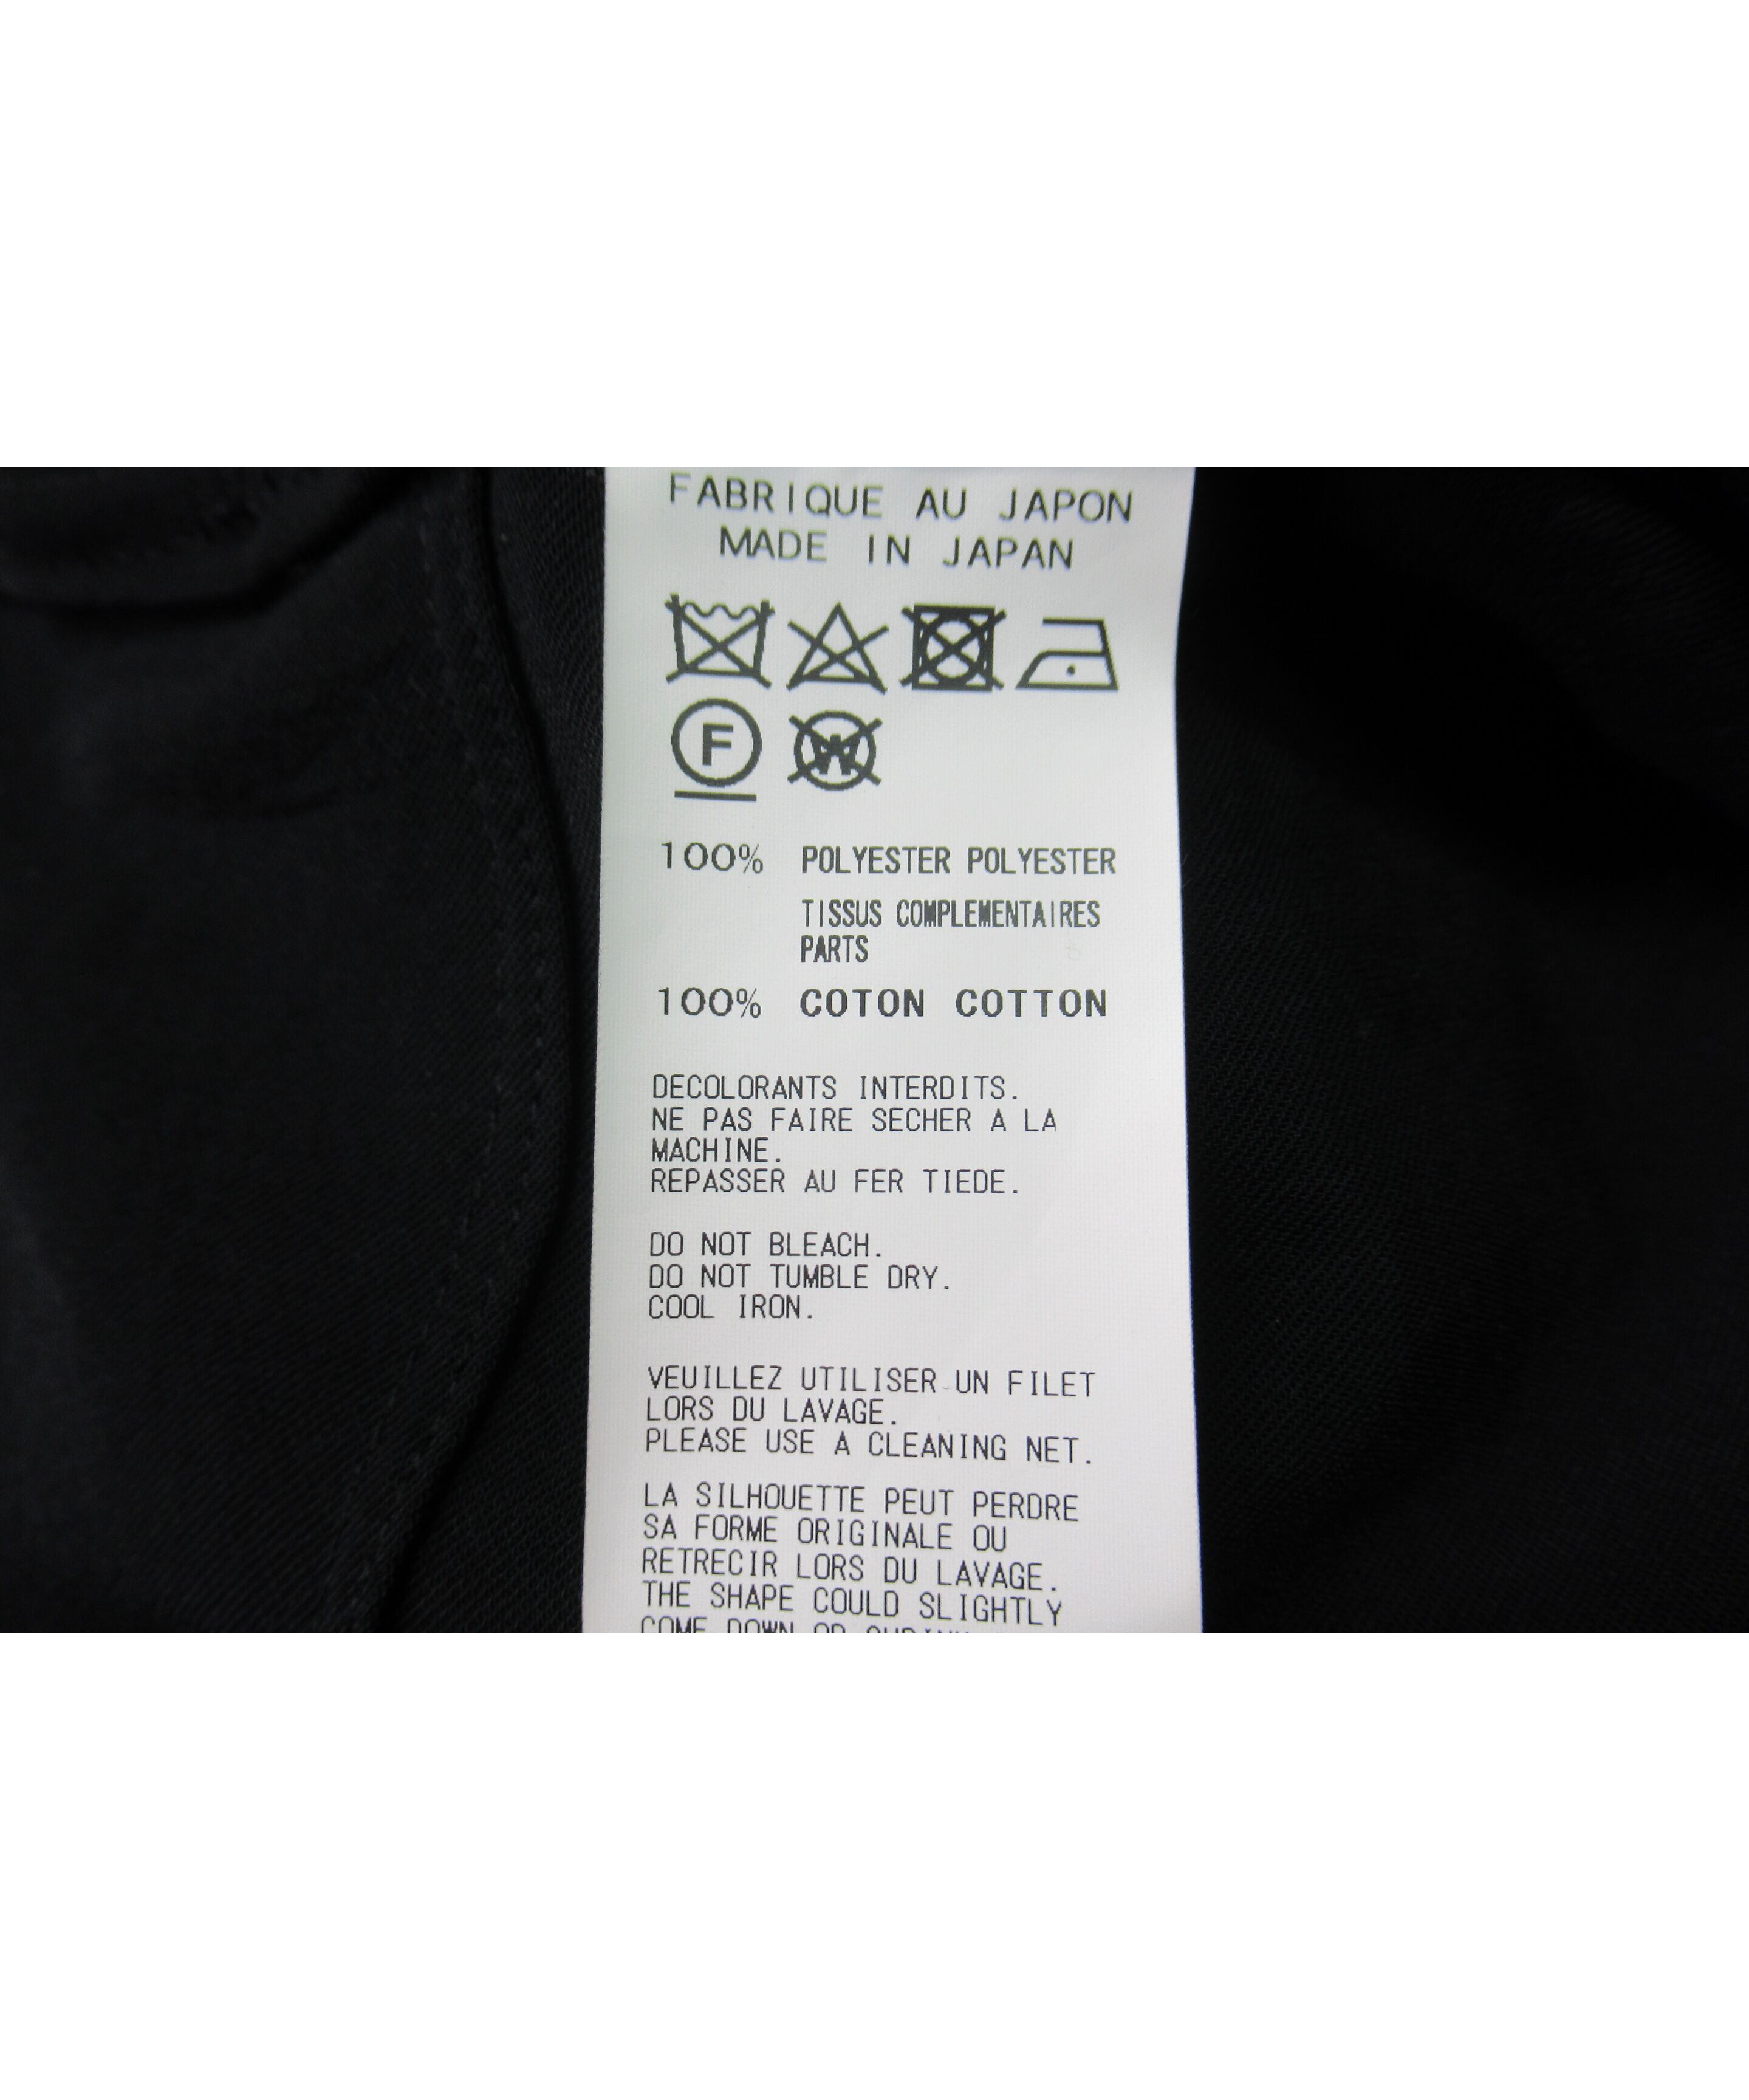 FABRIQUE AU JAPON
MADE IN JAPAN
F W
100% POLYESTER POLYESTER
TISSUS COMPLEMENTAIRES
PARTS
100% COTON COTTON
DECOLORANTS INTERDITS.
NE PAS FAIRE SECHER A LA
MACHINE.
REPASSER AU FER TIEDE.
DO NOT BLEACH.
DO NOT TUMBLE DRY.
COOL IRON.
VEUILLEZ UTILISER UN FILET
LORS DU LAVAGE.
PLEASE USE A CLEANING NET.
LA SILHOUETTE PEUT PERDRE
SA FORME ORIGINALE OU
RETRECIR LORS DU LAVAGE.
THE SHAPE COULD SLIGHTLY
COME DOWN OR